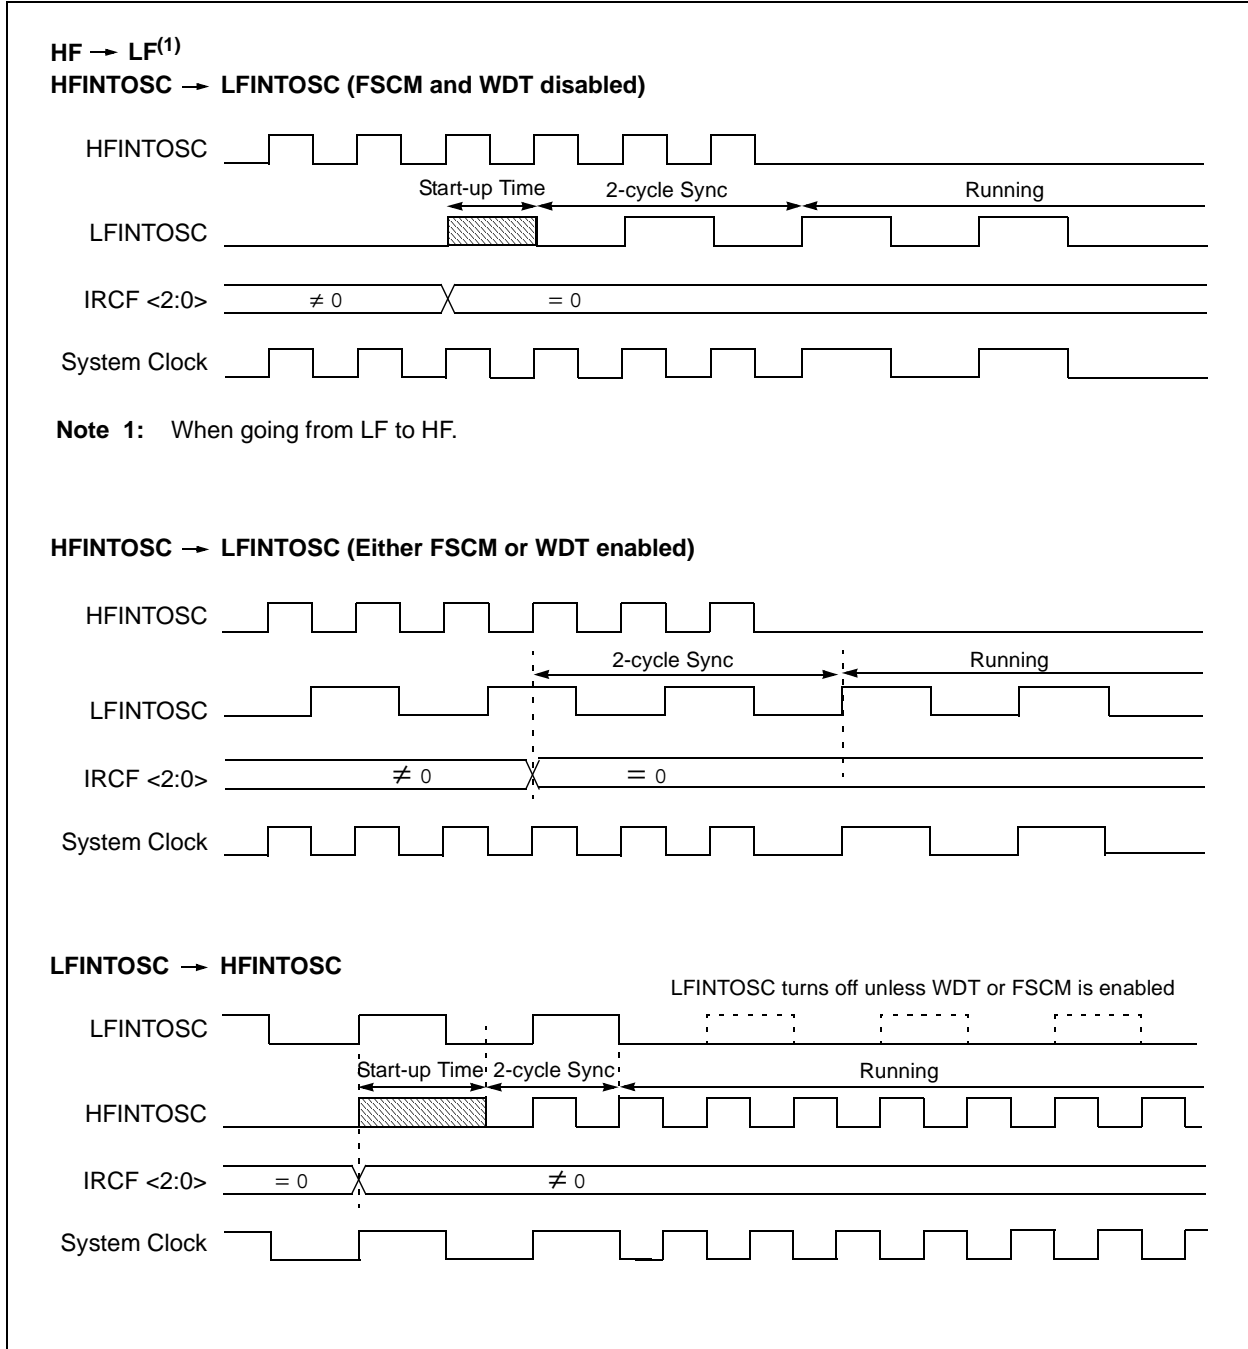 HF → LF(1)
HFINTOSC → LFINTOSC (FSCM and WDT disabled)
HFINTOSC
Start-up Time 2-cycle Sync Running
LFINTOSC
IRCF <2:0> ≠ 0 = 0
System Clock
Note 1: When going from LF to HF.
HFINTOSC → LFINTOSC (Either FSCM or WDT enabled)
HFINTOSC
2-cycle Sync Running
LFINTOSC
IRCF <2:0> ≠ 0 = 0
System Clock
LFINTOSC → HFINTOSC
LFINTOSC turns off unless WDT or FSCM is enabled
LFINTOSC
Start-up Time 2-cycle Sync Running
HFINTOSC
IRCF <2:0> = 0 ≠ 0
System Clock